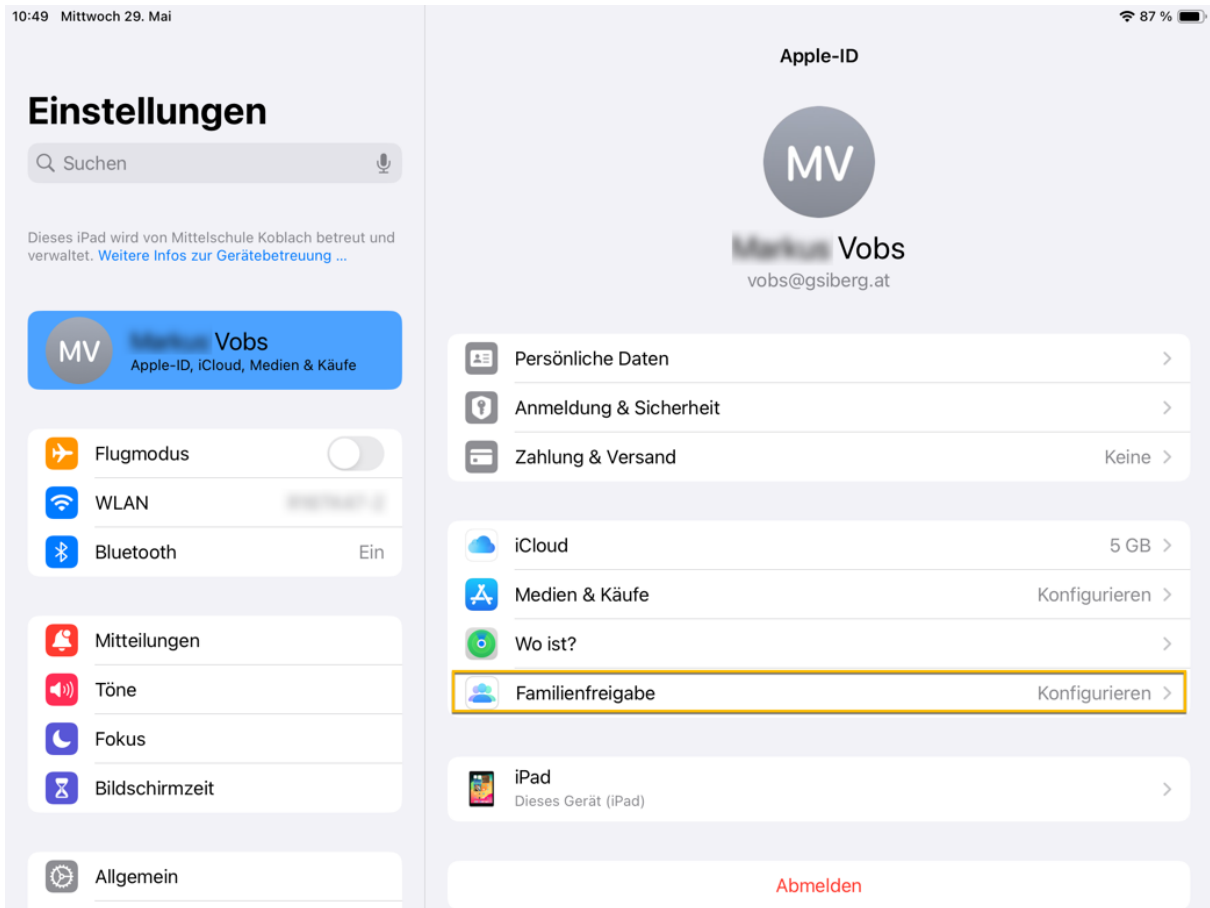 10:49 Mittwoch 29. Mai
87 %
Einstellungen
Suchen
Dieses iPad wird von Mittelschule Koblach betreut und
verwaltet. Weitere Infos zur Gerätebetreuung ...
MV
Vobs
Apple-ID, iCloud, Medien & Käufe
Flugmodus
WLAN
Bluetooth Ein
Mitteilungen
Töne
Fokus
Bildschirmzeit
Allgemein
Apple-ID
MV
Vobs
vobs@gsiberg.at
Persönliche Daten
Anmeldung & Sicherheit
Zahlung & Versand Keine
iCloud 5 GB
Medien & Käufe Konfigurieren
Wo ist?
Familienfreigabe Konfigurieren
iPad
Dieses Gerät (iPad)
Abmelden